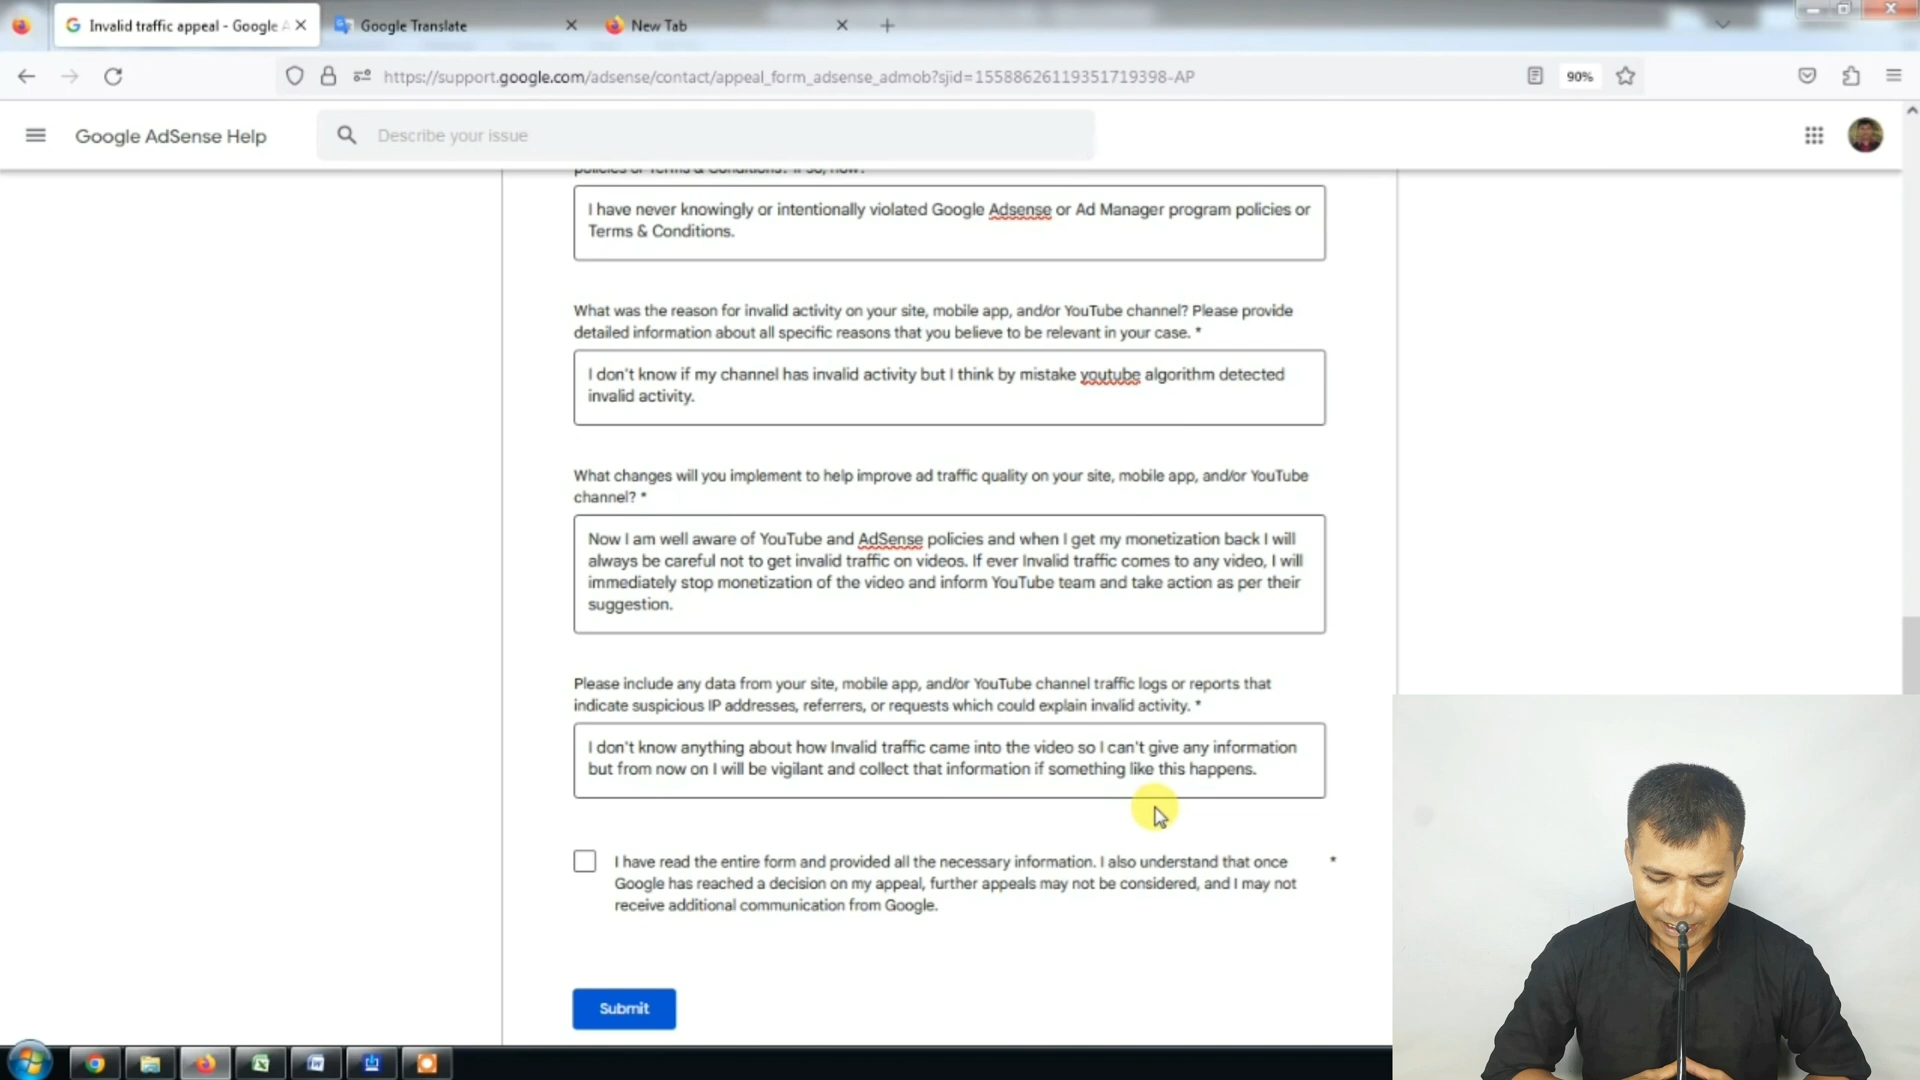 Invalid traffic appeal - Google A
Google Translate
New Tab
https://support.google.com/adsense/contact/appeal_form_adsense_admob?sjid=15588626119351719398-AP
90%
Google AdSense Help
Describe your issue
policies or Terms & Conditions? If so, how?
I have never knowingly or intentionally violated Google Adsense or Ad Manager program policies or
Terms & Conditions.
What was the reason for invalid activity on your site, mobile app, and/or YouTube channel? Please provide
detailed information about all specific reasons that you believe to be relevant in your case. *
I don't know if my channel has invalid activity but I think by mistake youtube algorithm detected
invalid activity.
What changes will you implement to help improve ad traffic quality on your site, mobile app, and/or YouTube
channel? *
Now I am well aware of YouTube and AdSense policies and when I get my monetization back I will
always be careful not to get invalid traffic on videos. If ever Invalid traffic comes to any video, I will
immediately stop monetization of the video and inform YouTube team and take action as per their
suggestion.
Please include any data from your site, mobile app, and/or YouTube channel traffic logs or reports that
indicate suspicious IP addresses, referrers, or requests which could explain invalid activity. *
I don't know anything about how Invalid traffic came into the video so I can't give any information
but from now on I will be vigilant and collect that information if something like this happens.
I have read the entire form and provided all the necessary information. I also understand that once *
Google has reached a decision on my appeal, further appeals may not be considered, and I may not
receive additional communication from Google.
Submit